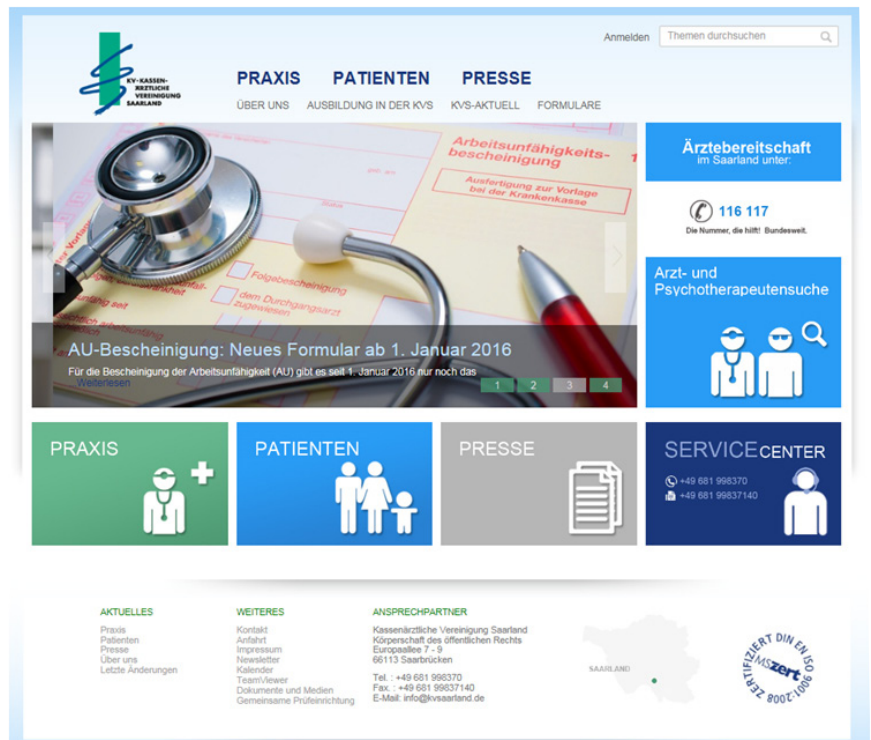 Anmelden
Themen durchsuchen
KV-KASSEN-
ÄRZTLICHE
VEREINIGUNG
SAARLAND
PRAXIS PATIENTEN PRESSE
ÜBER UNS AUSBILDUNG IN DER KVS KVS-AKTUELL FORMULARE
Arbeitsunfähigkeits-
bescheinigung
1
Ausfertigung zur Vorlage
bei der Krankenkasse
Status
Folgebescheinigung
dem Durchgangsarzt
zugewiesen
AU-Bescheinigung: Neues Formular ab 1. Januar 2016
Für die Bescheinigung der Arbeitsunfähigkeit (AU) gibt es seit 1. Januar 2016 nur noch das
...Weiterlesen
1 2 3 4
Ärztebereitschaft
im Saarland unter:
116 117
Die Nummer, die hilft! Bundesweit.
Arzt- und
Psychotherapeutensuche
PRAXIS
PATIENTEN
PRESSE
SERVICECENTER
+49 681 998370
+49 681 99837140
AKTUELLES
Praxis
Patienten
Presse
Über uns
Letzte Änderungen
WEITERES
Kontakt
Anfahrt
Impressum
Newsletter
Kalender
TeamViewer
Dokumente und Medien
Gemeinsame Prüfeinrichtung
ANSPRECHPARTNER
Kassenärztliche Vereinigung Saarland
Körperschaft des öffentlichen Rechts
Europaallee 7 - 9
66113 Saarbrücken
Tel. : +49 681 998370
Fax. : +49 681 99837140
E-Mail: info@kvsaarland.de
SAARLAND
ZERTIFIZIERT DIN EN ISO 9001:2008
MSzert